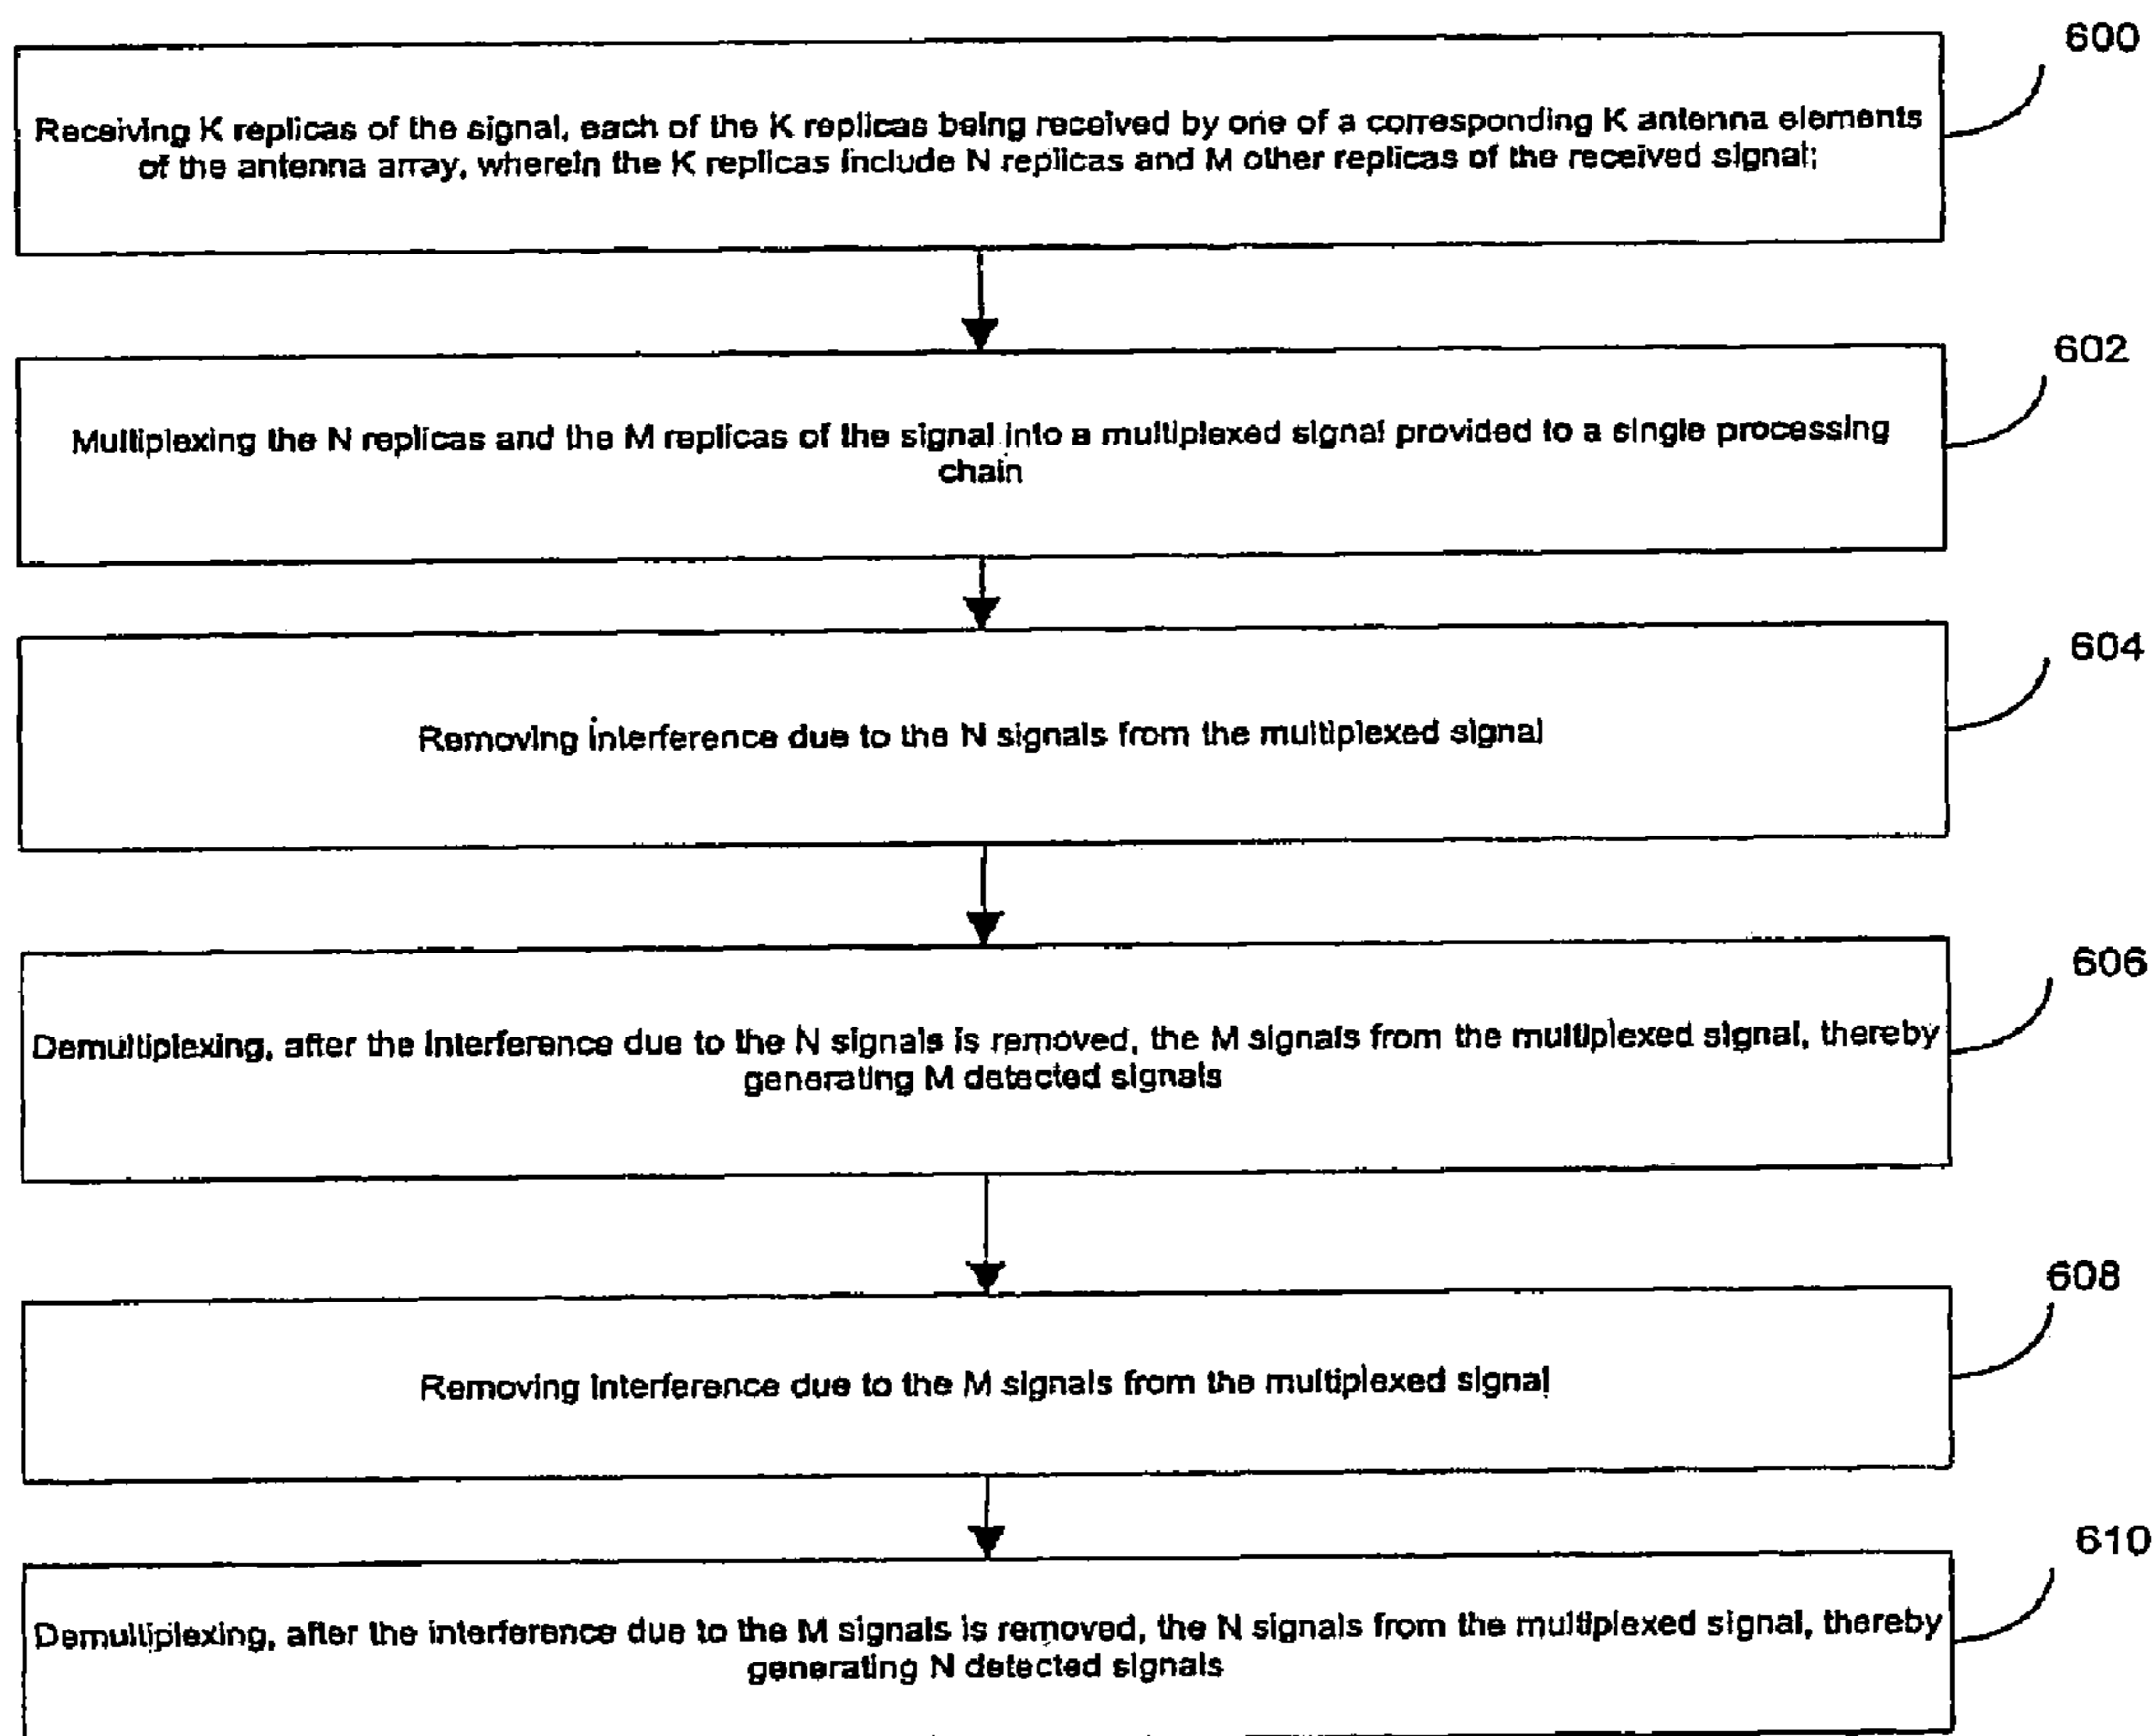 600
Receiving K replicas of the signal, each of the K replicas being received by one of a corresponding K antenna elements
of the antenna array, wherein the K replicas include N replicas and M other replicas of the received signal;
602
Multiplexing the N replicas and the M replicas of the signal into a multiplexed signal provided to a single processing
chain
604
Removing interference due to the N signals from the multiplexed signal
606
Demultiplexing, after the interference due to the N signals is removed, the M signals from the multiplexed signal, thereby
generating M detected signals
608
Removing interference due to the M signals from the multiplexed signal
610
Demultiplexing, after the interference due to the M signals is removed, the N signals from the multiplexed signal, thereby
generating N detected signals